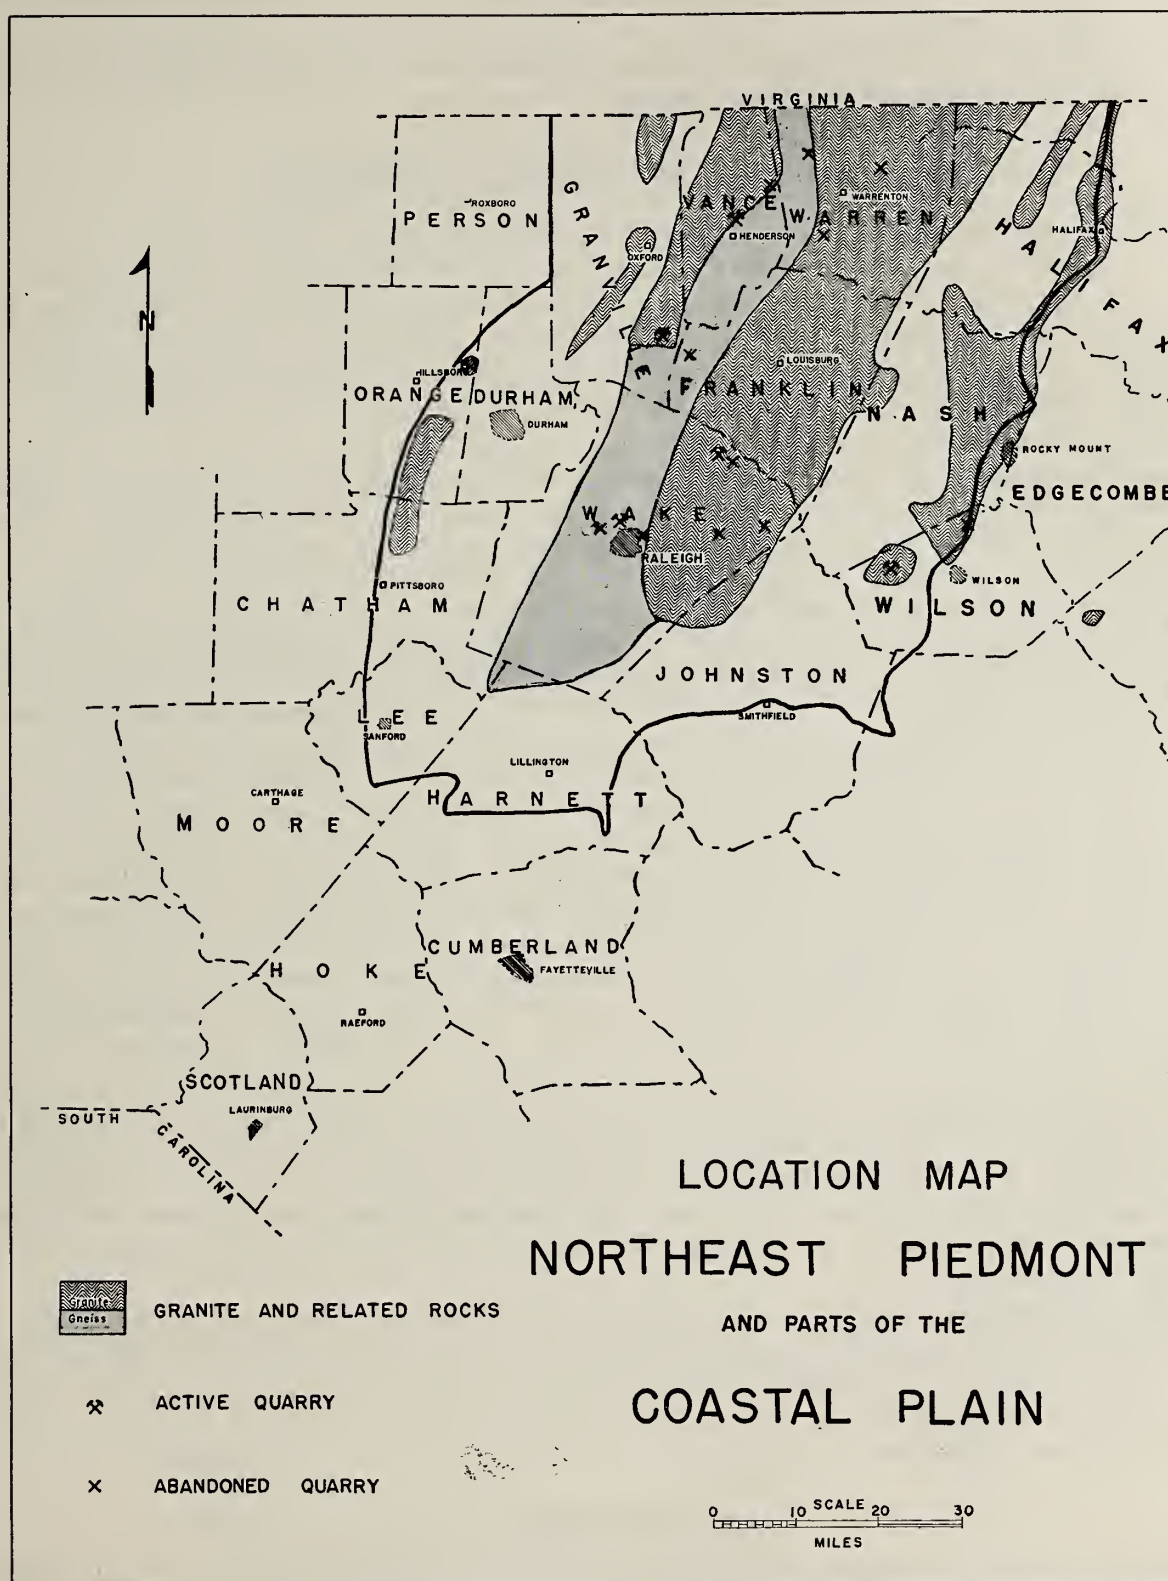 VIRGINIA
GRANVILLE
ROXBORO
PERSON
VANCE
WARRENTON
WARREN
HENDERSON
HALIFAX
HALIFAX
OXFORD
N
LOUISBURG
HILLSBORO
ORANGE
DURHAM
FRANKLIN
NASH
DURHAM
ROCKY MOUNT
EDGECOMBE
WAKE
RALEIGH
PITTSBORO
WILSON
CHATHAM
WILSON
JOHNSTON
LEE
SANFORD
SMITHFIELD
LILLINGTON
CARTHAGE
HARNETT
MOORE
CUMBERLAND
HOKE
FAYETTEVILLE
RAEFORD
SCOTLAND
LAURINBURG
SOUTH
CAROLINA
LOCATION MAP
NORTHEAST PIEDMONT
AND PARTS OF THE
COASTAL PLAIN
Granite
Gneiss
GRANITE AND RELATED ROCKS
ACTIVE QUARRY
ABANDONED QUARRY
0 10 SCALE 20 30
MILES